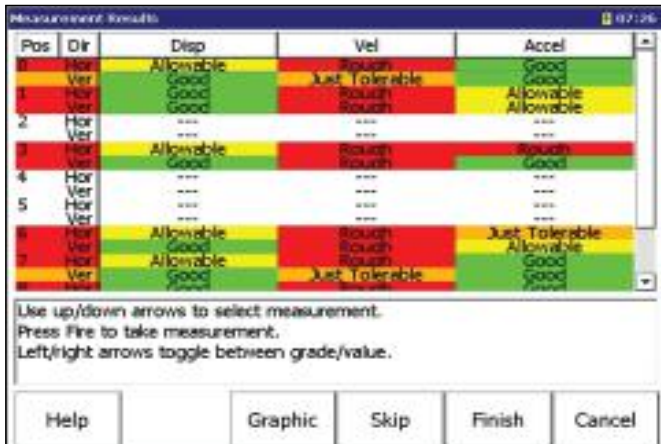 Measurement Results 07:26
Pos Dir Disp Vel Accel
0 Hor Allowable Rough Good
Ver Good Just Tolerable Good
1 Hor Good Rough Allowable
Ver Good Rough Allowable
2 Hor --- --- ---
Ver --- --- ---
3 Hor Allowable Rough Rough
Ver Good Rough Good
4 Hor --- --- ---
Ver --- --- ---
5 Hor --- --- ---
Ver --- --- ---
6 Hor Allowable Rough Just Tolerable
Ver Good Rough Allowable
7 Hor Allowable Rough Good
Ver Good Just Tolerable Good
Use up/down arrows to select measurement.
Press Fire to take measurement.
Left/right arrows toggle between grade/value.
Help Graphic Skip Finish Cancel